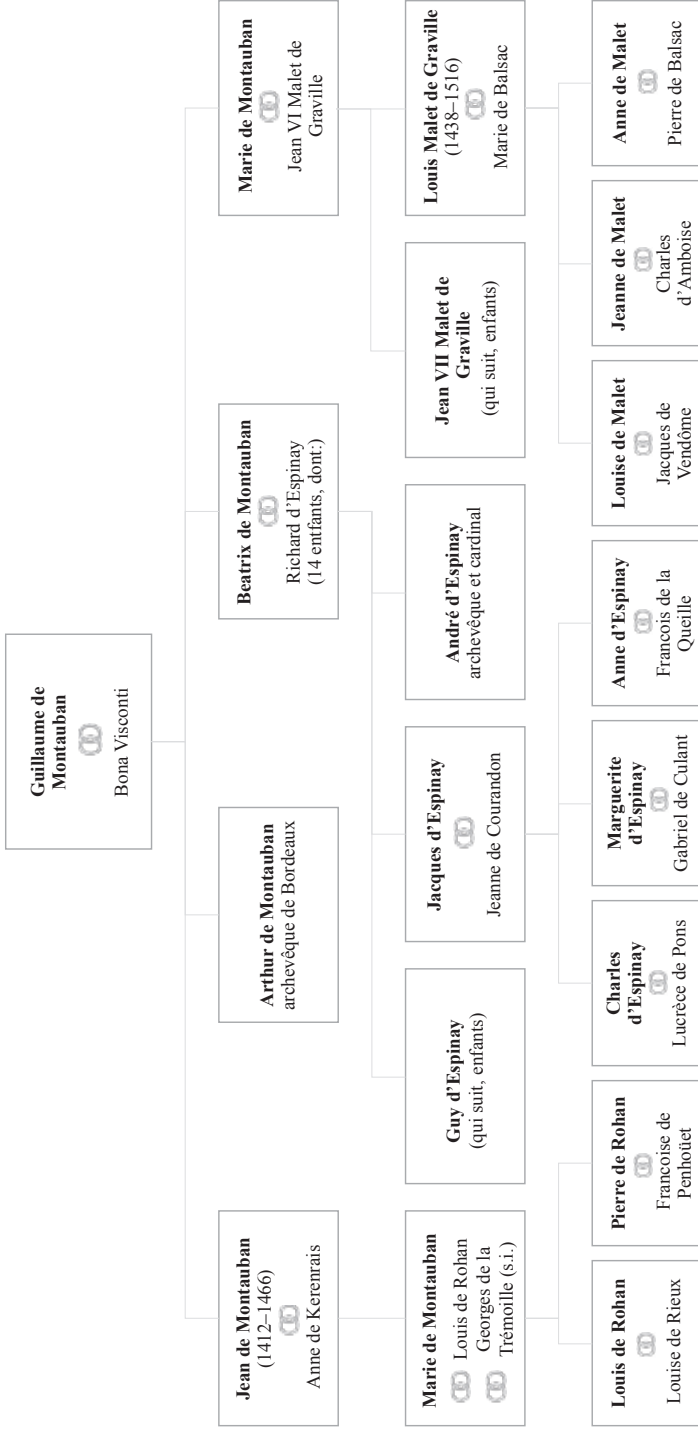 Guillaume de
Montauban
Bona Visconti
Jean de Montauban
(1412–1466)
Anne de Kerenrais
Arthur de Montauban
archevêque de Bordeaux
Beatrix de Montauban
Richard d’Espinay
(14 entfants, dont:)
Marie de Montauban
Jean VI Malet de
Graville
Marie de Montauban
Louis de Rohan
Georges de la
Trémoille (s.i.)
Guy d’Espinay
(qui suit, enfants)
Jacques d’Espinay
Jeanne de Courandon
André d’Espinay
archevêque et cardinal
Jean VII Malet de
Graville
(qui suit, enfants)
Louis Malet de Graville
(1438–1516)
Marie de Balsac
Louis de Rohan
Louise de Rieux
Pierre de Rohan
Francoise de
Penhoüet
Charles
d’Espinay
Lucrèce de Pons
Marguerite
d’Espinay
Gabriel de Culant
Anne d’Espinay
Francois de la
Queille
Louise de Malet
Jacques de
Vendôme
Jeanne de Malet
Charles
d’Amboise
Anne de Malet
Pierre de Balsac